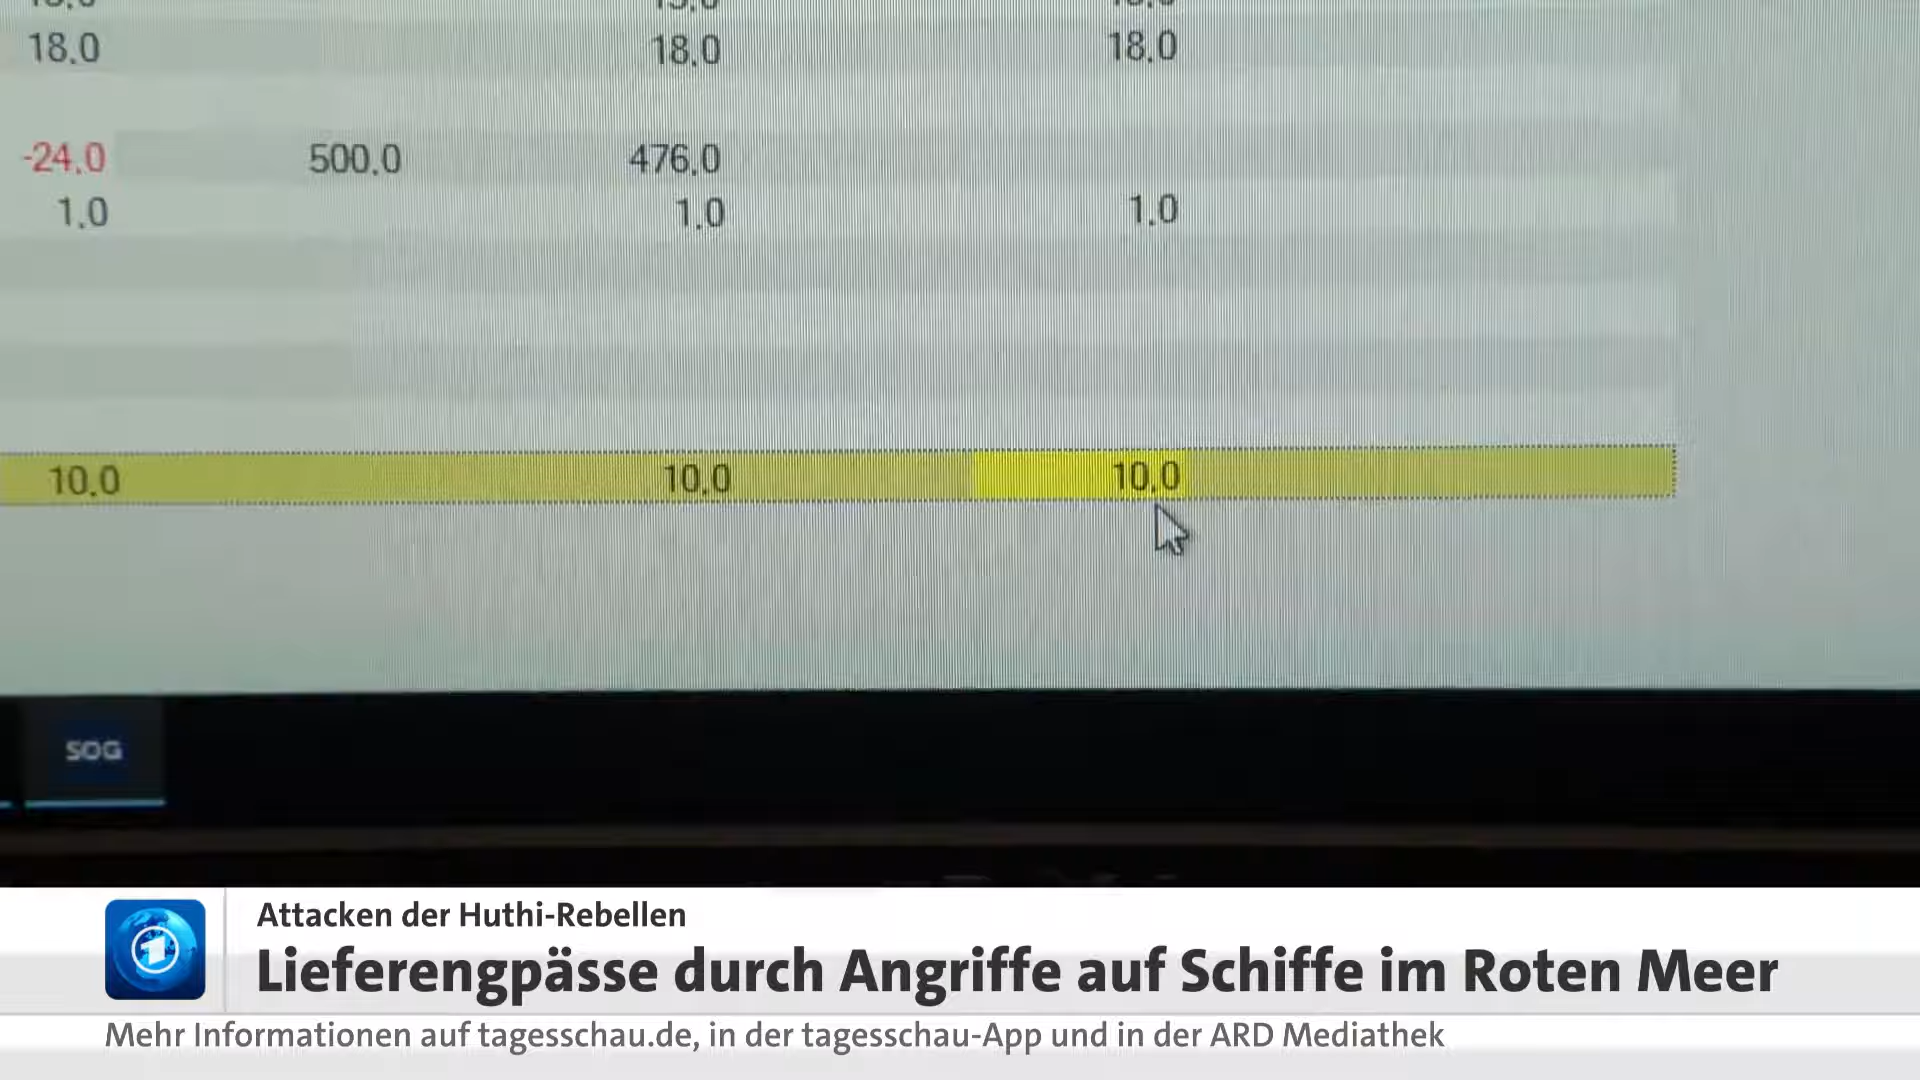 18,0 18,0 18,0
-24,0 500,0 476,0
1,0 1,0 1,0
10,0 10,0 10,0
SOG
Attacken der Huthi-Rebellen
1 Lieferengpässe durch Angriffe auf Schiffe im Roten Meer
Mehr Informationen auf tagesschau.de, in der tagesschau-App und in der ARD Mediathek